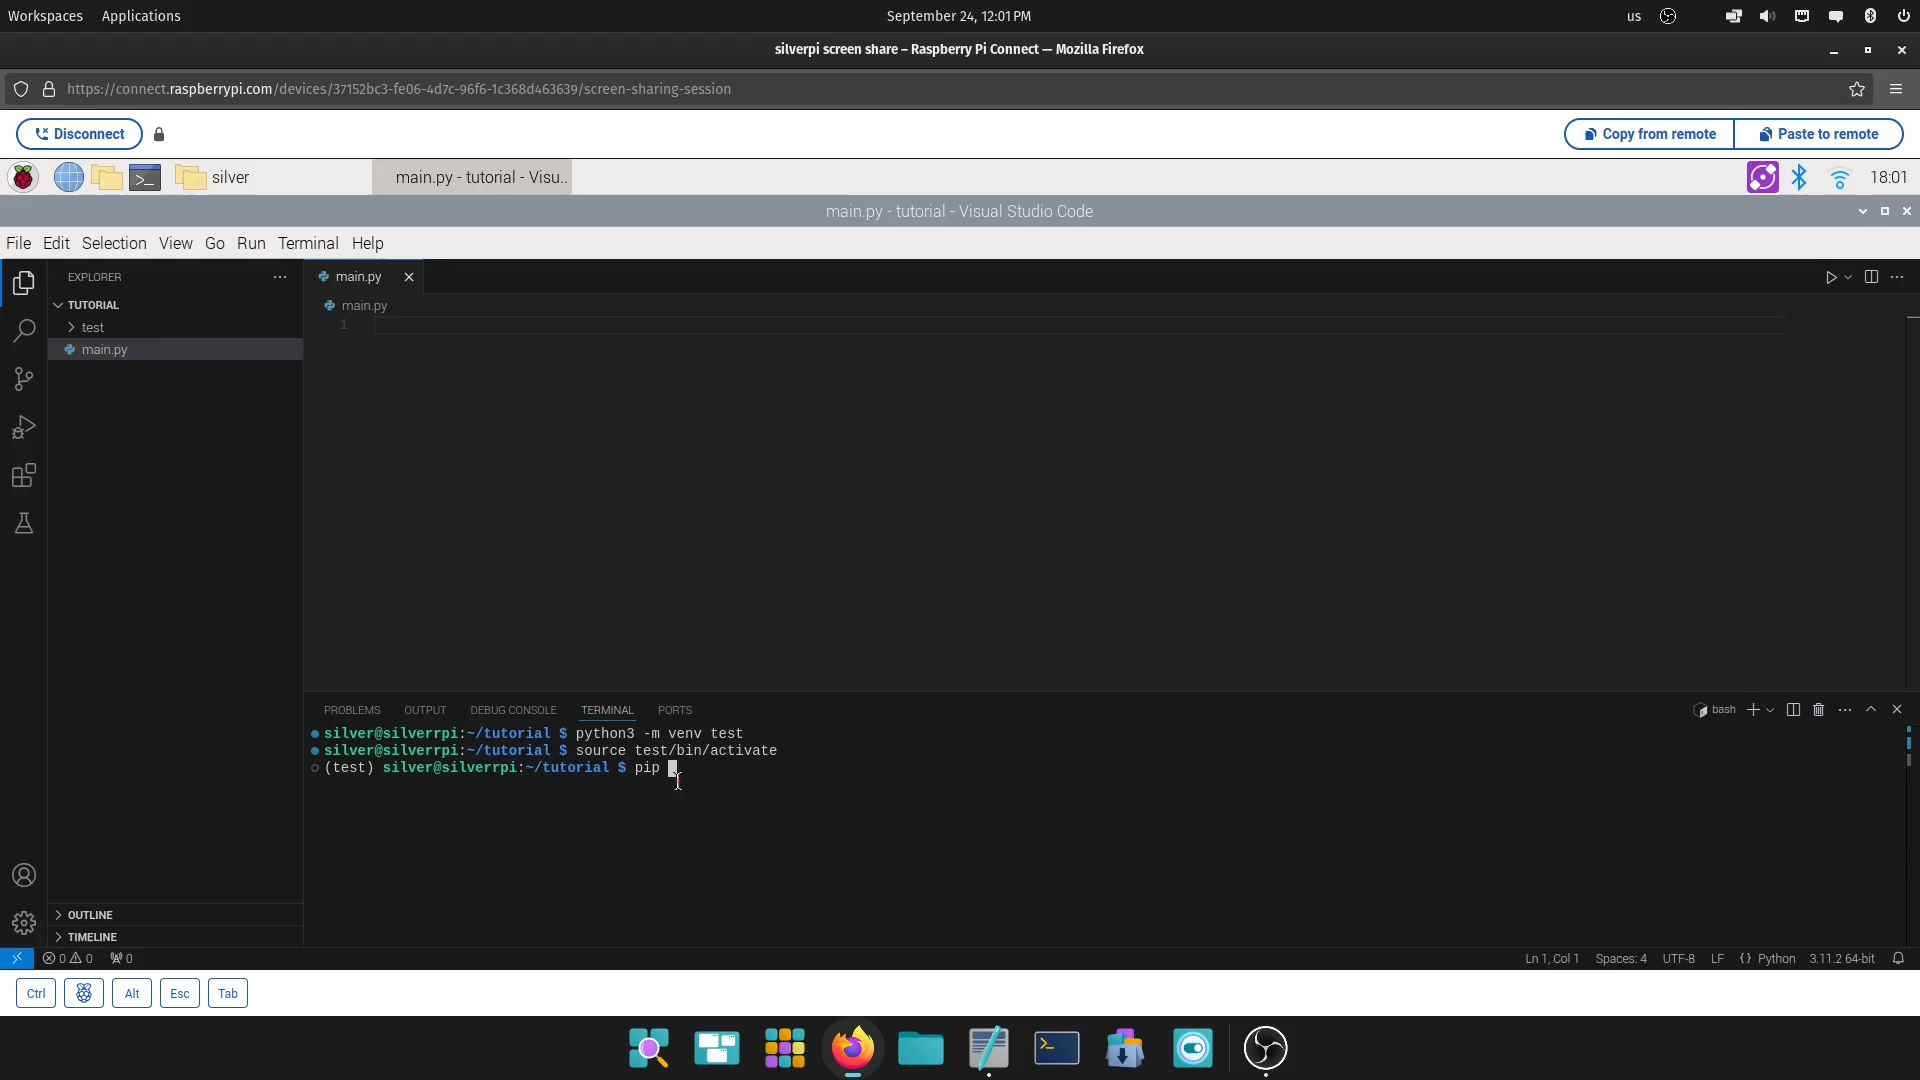 Workspaces Applications September 24, 12:01 PM us
silverpi screen share – Raspberry Pi Connect — Mozilla Firefox
https://connect.raspberrypi.com/devices/37152bc3-fe06-4d7c-96f6-1c368d463639/screen-sharing-session
Disconnect Copy from remote Paste to remote
silver main.py - tutorial - Visu.. 18:01
main.py - tutorial - Visual Studio Code
File Edit Selection View Go Run Terminal Help
EXPLORER main.py
TUTORIAL main.py
test 1
main.py
PROBLEMS OUTPUT DEBUG CONSOLE TERMINAL PORTS bash
silver@silverrpi:~/tutorial $ python3 -m venv test
silver@silverrpi:~/tutorial $ source test/bin/activate
(test) silver@silverrpi:~/tutorial $ pip
OUTLINE
TIMELINE
0 0 0 Ln 1, Col 1 Spaces: 4 UTF-8 LF {} Python 3.11.2 64-bit
Ctrl Alt Esc Tab